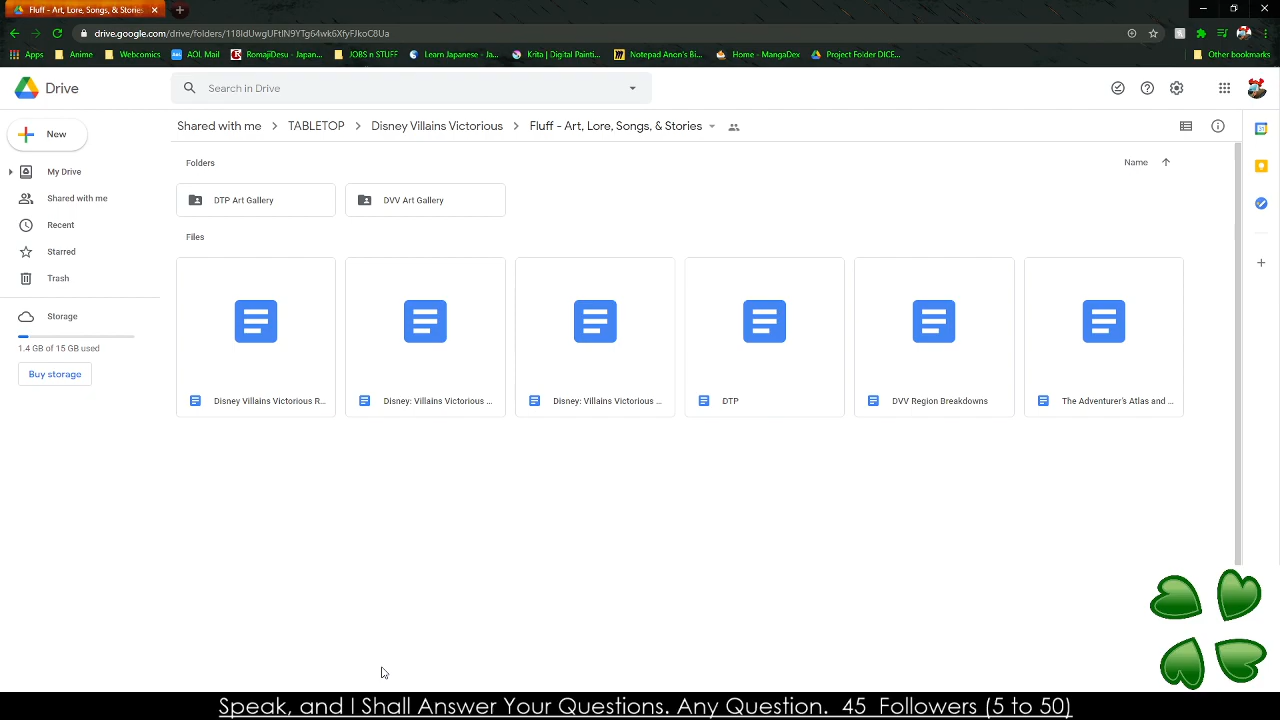 Fluff - Art, Lore, Songs, & Stories
drive.google.com/drive/folders/118IdUwgUFtIN9YTg64wk6XfyFJkoC8Ua
Apps Anime Webcomics AOL Mail RomajiDesu - Japan... JOBS n STUFF Learn Japanese - Ja... Krita | Digital Painti... Notepad Anon's Bi... Home - MangaDex Project Folder DICE... Other bookmarks
Drive
Search in Drive
New
Shared with me > TABLETOP > Disney Villains Victorious > Fluff - Art, Lore, Songs, & Stories
My Drive
Shared with me
Recent
Starred
Trash
Storage
1.4 GB of 15 GB used
Buy storage
Folders
Name
DTP Art Gallery
DVV Art Gallery
Files
Disney Villains Victorious R...
Disney: Villains Victorious ...
Disney: Villains Victorious ...
DTP
DVV Region Breakdowns
The Adventurer's Atlas and ...
Speak, and I Shall Answer Your Questions. Any Question. 45 Followers (5 to 50)